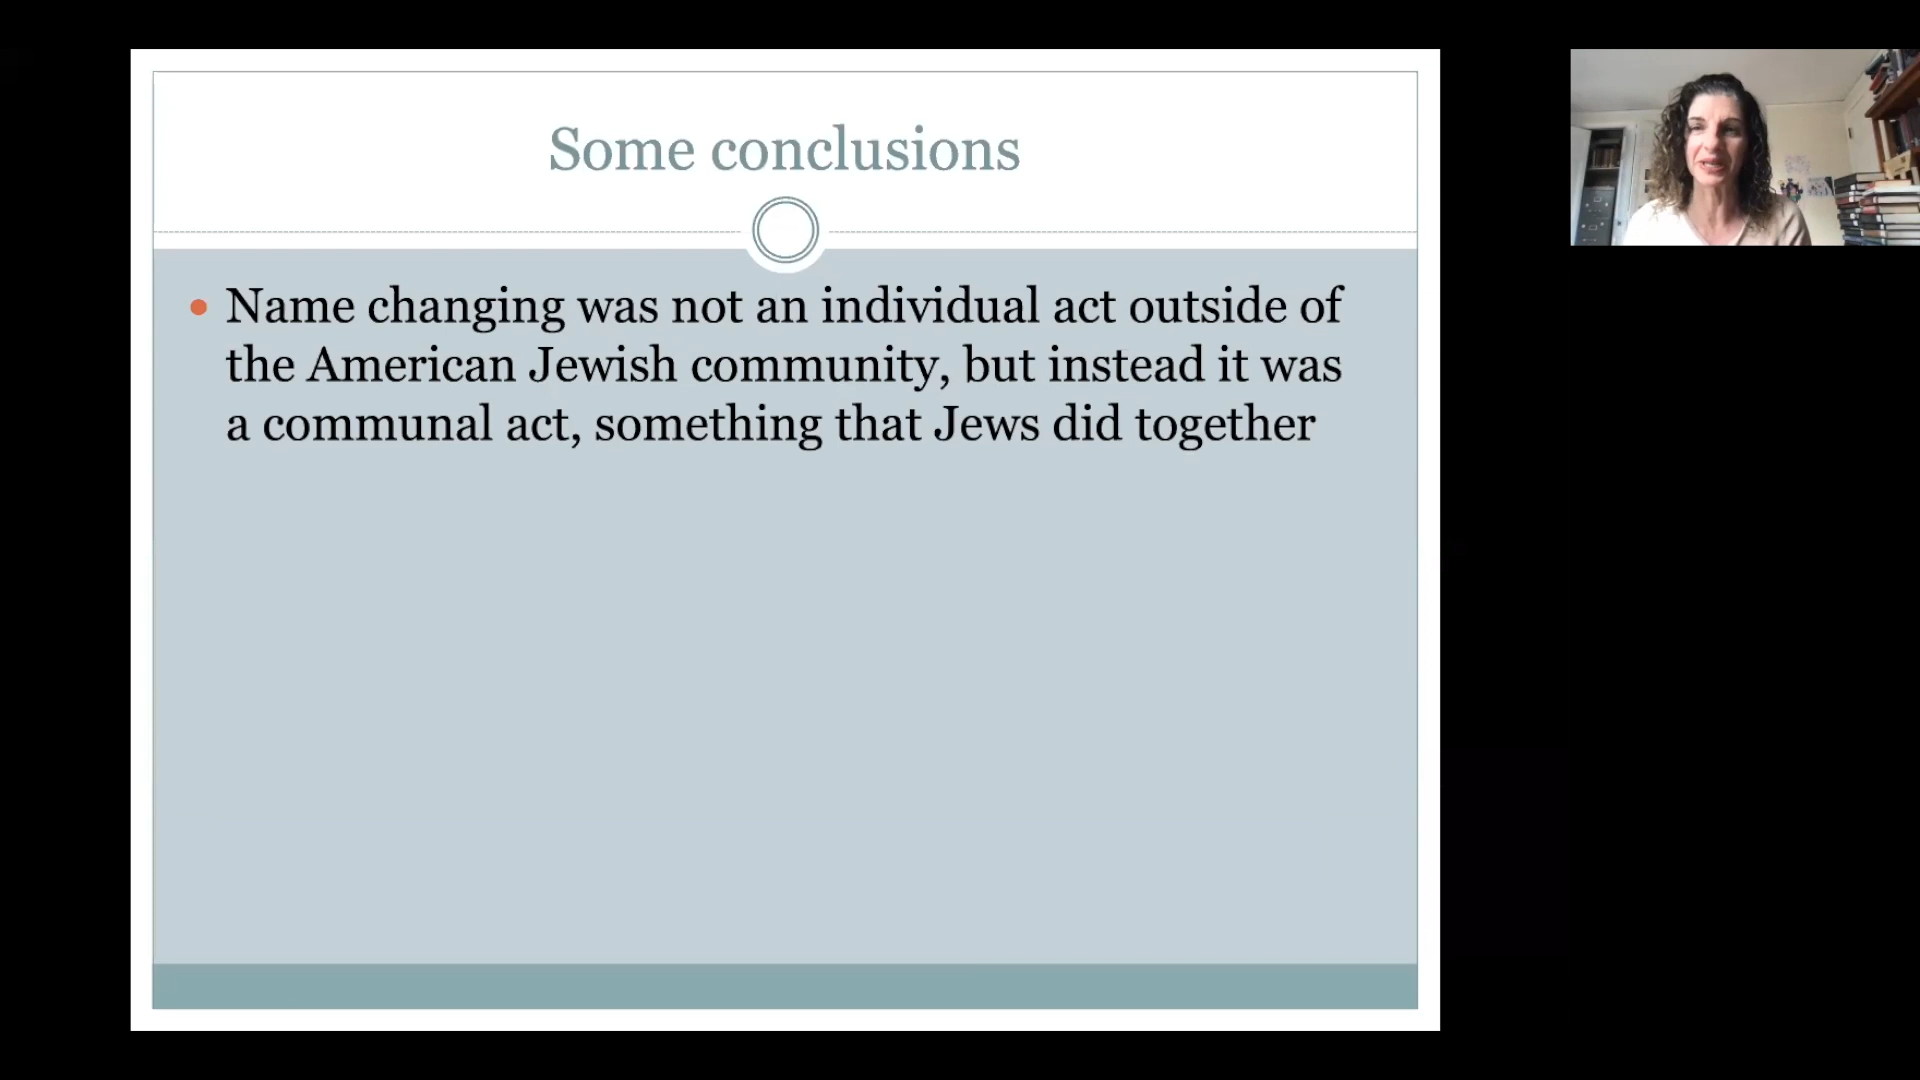 Some conclusions
Name changing was not an individual act outside of
the American Jewish community, but instead it was
a communal act, something that Jews did together